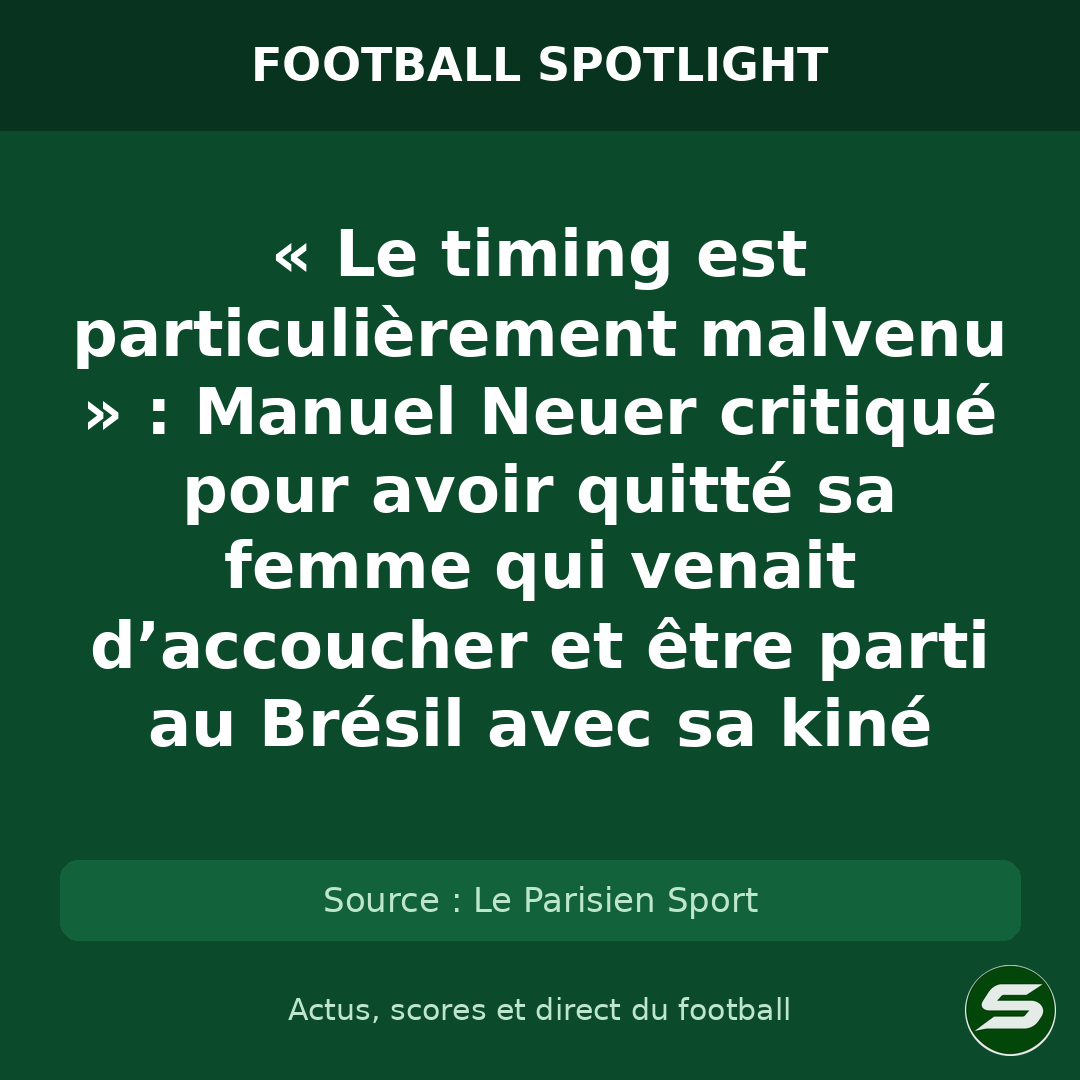 FOOTBALL SPOTLIGHT
« Le timing est
particulièrement malvenu
» : Manuel Neuer critiqué
pour avoir quitté sa
femme qui venait
d’accoucher et être parti
au Brésil avec sa kiné
Source : Le Parisien Sport
Actus, scores et direct du football
S